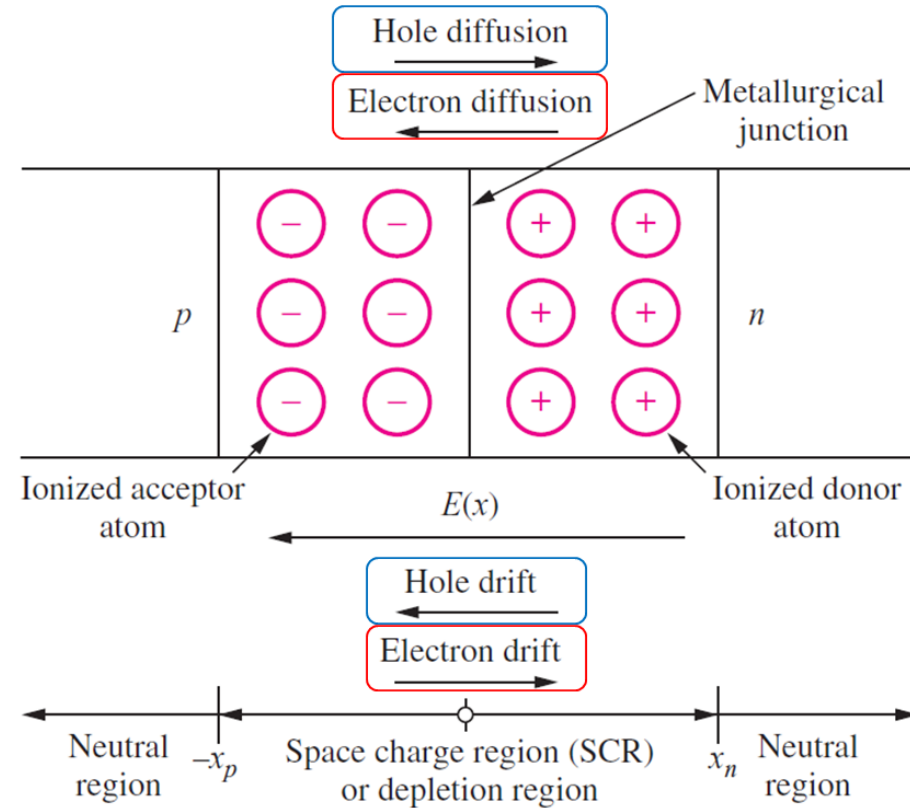 Hole diffusion
Electron diffusion
Metallurgical
junction
− − + +
p − − + + n
− − + +
Ionized acceptor
atom
E(x)
Ionized donor
atom
Hole drift
Electron drift
Neutral
region
−xp
Space charge region (SCR)
or depletion region
xn
Neutral
region